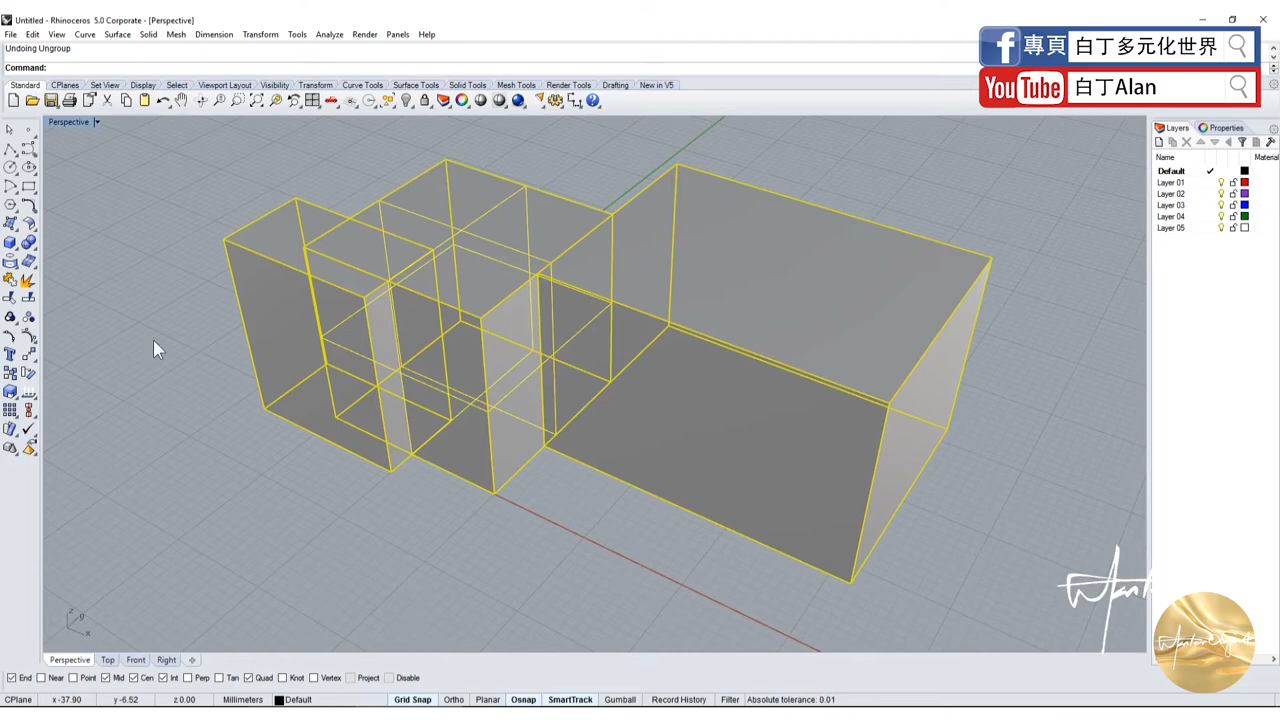 Untitled - Rhinoceros 5.0 Corporate - [Perspective]
File Edit View Curve Surface Solid Mesh Dimension Transform Tools Analyze Render Panels Help
Undoing Ungroup
Command:
f 專頁 白丁多元化世界
YouTube 白丁Alan
Standard CPlanes Set View Display Select Viewport Layout Visibility Transform Curve Tools Surface Tools Solid Tools Mesh Tools Render Tools Drafting New in V5
Perspective
Layers Properties
Name Material
Default
Layer 01
Layer 02
Layer 03
Layer 04
Layer 05
z
y
x
Perspective Top Front Right
End Near Point Mid Cen Int Perp Tan Quad Knot Vertex Project Disable
CPlane x -37.90 y -6.52 z 0.00 Millimeters Default Grid Snap Ortho Planar Osnap SmartTrack Gumball Record History Filter Absolute tolerance: 0.01